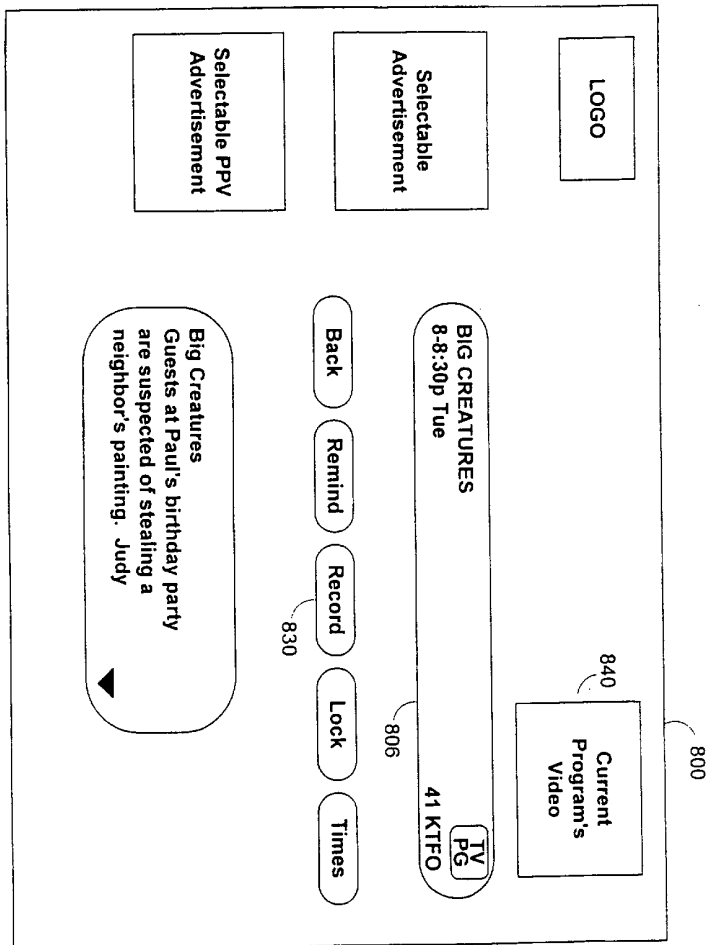 800
LOGO
840
Current
Program's
Video
Selectable
Advertisement
BIG CREATURES
8-8:30p Tue
TV
PG
41 KTFO
806
Back
Remind
Record
Lock
Times
830
Selectable PPV
Advertisement
Big Creatures
Guests at Paul's birthday party
are suspected of stealing a
neighbor's painting. Judy